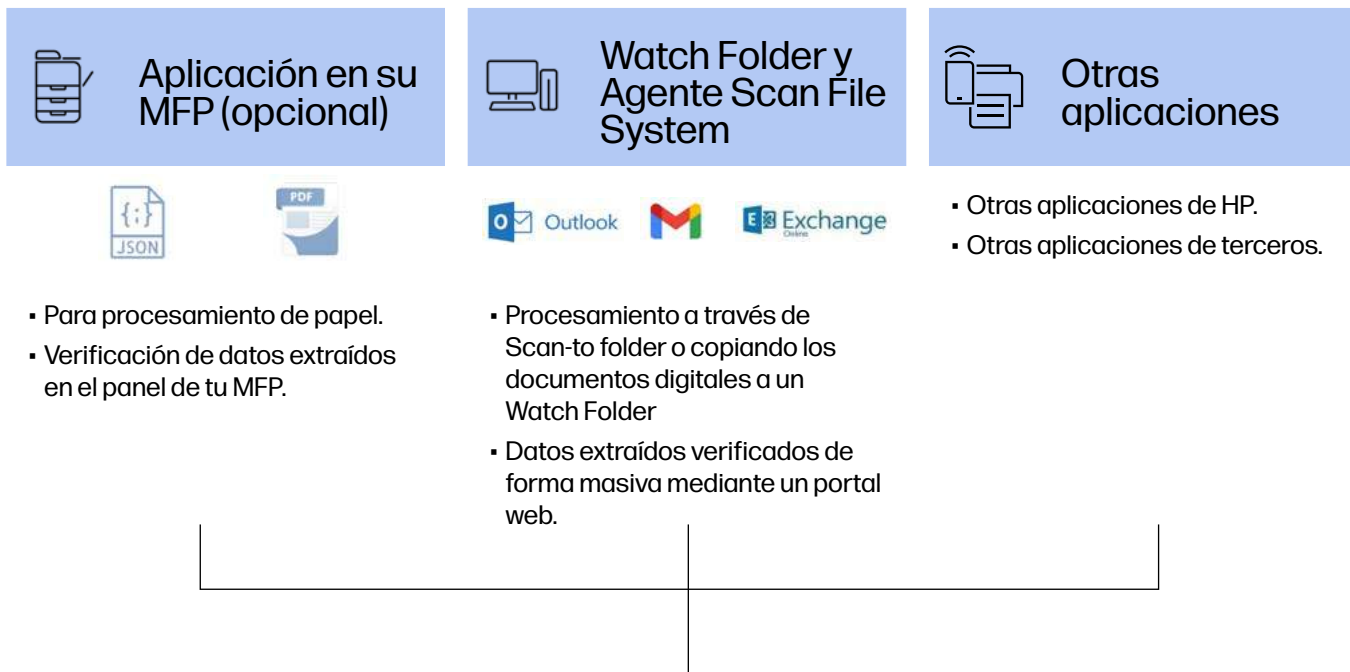 Aplicación en su
MFP (opcional)
{;}
JSON
PDF
▪ Para procesamiento de papel.
▪ Verificación de datos extraídos
en el panel de tu MFP.
Watch Folder y
Agente Scan File
System
Outlook
Exchange
Online
▪ Procesamiento a través de
Scan-to folder o copiando los
documentos digitales a un
Watch Folder
▪ Datos extraídos verificados de
forma masiva mediante un portal
web.
Otras
aplicaciones
▪ Otras aplicaciones de HP.
▪ Otras aplicaciones de terceros.